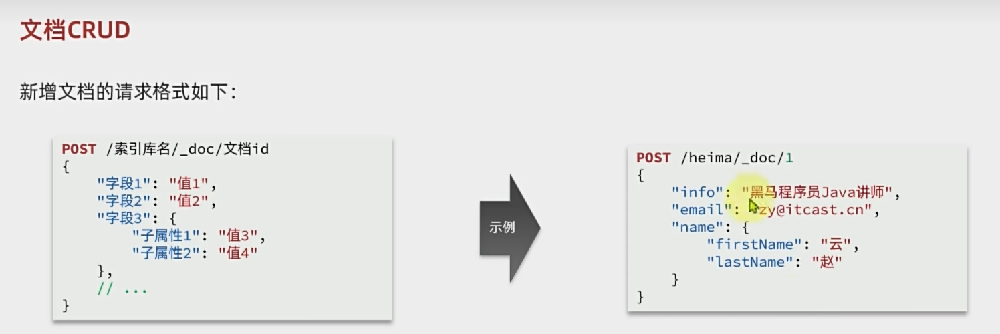 文档CRUD
新增文档的请求格式如下：
POST /索引库名/_doc/文档id
{
"字段1": "值1",
"字段2": "值2",
"字段3": {
"子属性1": "值3",
"子属性2": "值4"
},
// ...
}
示例
POST /heima/_doc/1
{
"info": "黑马程序员Java讲师",
"email": zy@itcast.cn",
"name": {
"firstName": "云",
"lastName": "赵"
}
}